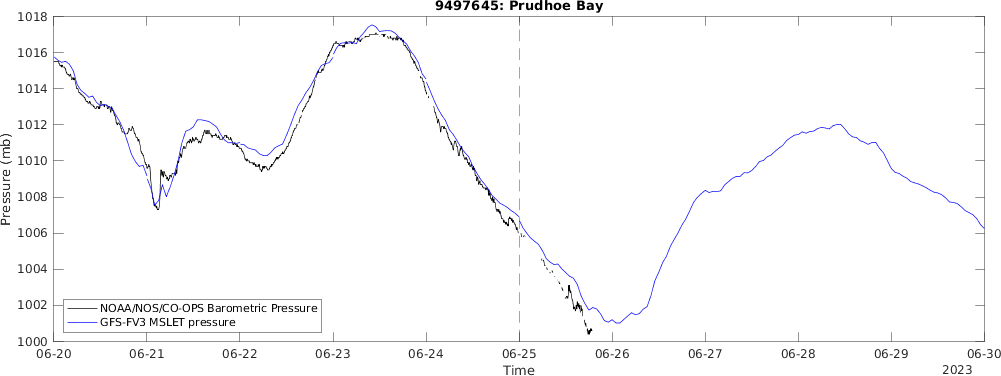 9497645: Prudhoe Bay
Pressure (mb)
1018
1016
1014
1012
1010
1008
1006
1004
1002
1000
NOAA/NOS/CO-OPS Barometric Pressure
GFS-FV3 MSLET pressure
06-20 06-21 06-22 06-23 06-24 06-25 06-26 06-27 06-28 06-29 06-30
Time
2023